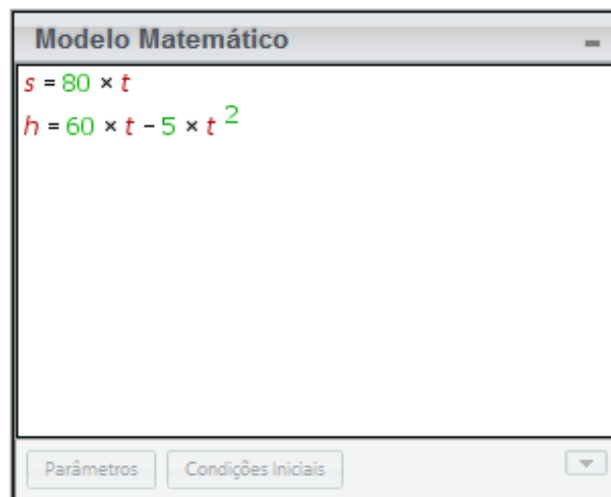 Modelo Matemático
s = 80 × t
h = 60 × t – 5 × t ²
Parâmetros Condições Iniciais